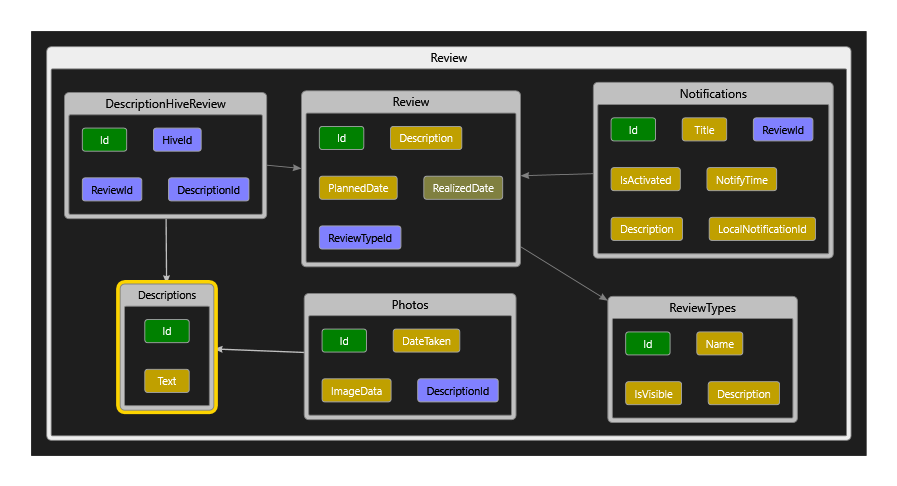 Review
DescriptionHiveReview
Id
HiveId
ReviewId
DescriptionId
Review
Id
Description
PlannedDate
RealizedDate
ReviewTypeId
Notifications
Id
Title
ReviewId
IsActivated
NotifyTime
Description
LocalNotificationId
Descriptions
Id
Text
Photos
Id
DateTaken
ImageData
DescriptionId
ReviewTypes
Id
Name
IsVisible
Description